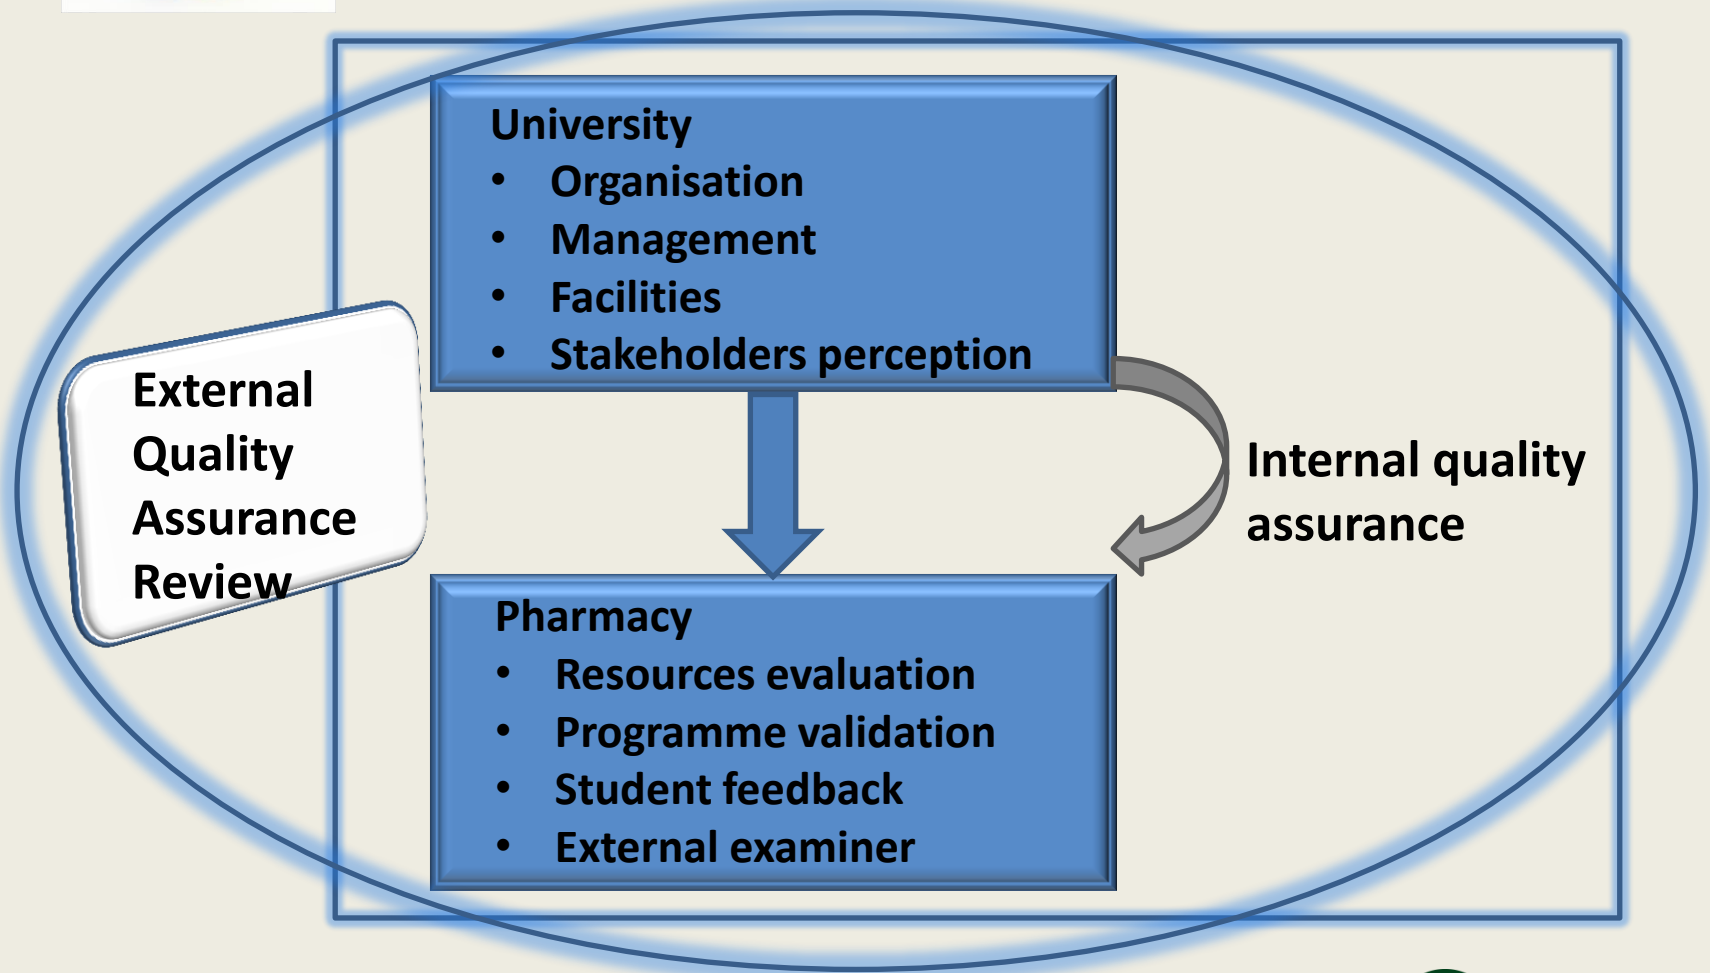 University
• Organisation
• Management
• Facilities
• Stakeholders perception
External
Quality
Assurance
Review
Internal quality
assurance
Pharmacy
• Resources evaluation
• Programme validation
• Student feedback
• External examiner